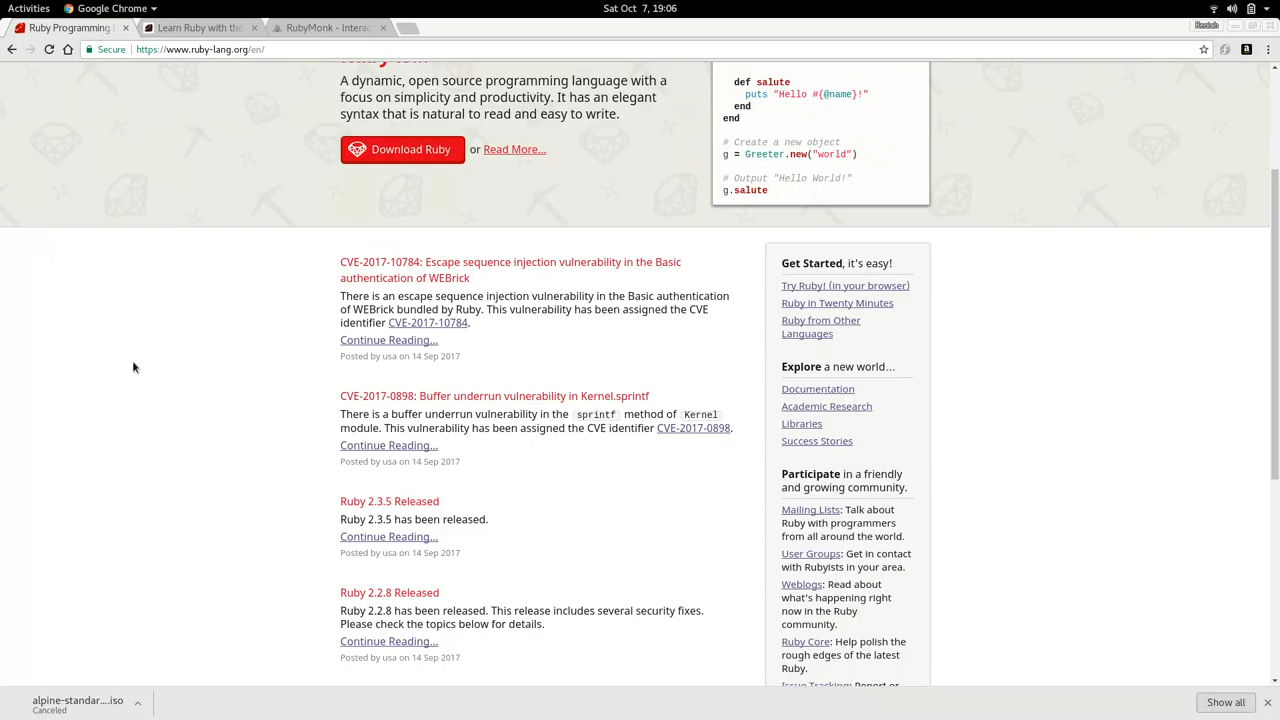 Activities
Google Chrome
Sat Oct 7, 19:06
Ruby Programming L
Learn Ruby with the
RubyMonk - Interac
Renish
Secure
https://www.ruby-lang.org/en/
A dynamic, open source programming language with a
focus on simplicity and productivity. It has an elegant
syntax that is natural to read and easy to write.
Download Ruby or Read More...
def salute
puts "Hello #{@name}!"
end
end
# Create a new object
g = Greeter.new("world")
# Output "Hello World!"
g.salute
CVE-2017-10784: Escape sequence injection vulnerability in the Basic
authentication of WEBrick
There is an escape sequence injection vulnerability in the Basic authentication
of WEBrick bundled by Ruby. This vulnerability has been assigned the CVE
identifier CVE-2017-10784.
Continue Reading...
Posted by usa on 14 Sep 2017
CVE-2017-0898: Buffer underrun vulnerability in Kernel.sprintf
There is a buffer underrun vulnerability in the sprintf method of Kernel
module. This vulnerability has been assigned the CVE identifier CVE-2017-0898.
Continue Reading...
Posted by usa on 14 Sep 2017
Ruby 2.3.5 Released
Ruby 2.3.5 has been released.
Continue Reading...
Posted by usa on 14 Sep 2017
Ruby 2.2.8 Released
Ruby 2.2.8 has been released. This release includes several security fixes.
Please check the topics below for details.
Continue Reading...
Posted by usa on 14 Sep 2017
Get Started, it's easy!
Try Ruby! (in your browser)
Ruby in Twenty Minutes
Ruby from Other
Languages
Explore a new world…
Documentation
Academic Research
Libraries
Success Stories
Participate in a friendly
and growing community.
Mailing Lists: Talk about
Ruby with programmers
from all around the world.
User Groups: Get in contact
with Rubyists in your area.
Weblogs: Read about
what's happening right
now in the Ruby
community.
Ruby Core: Help polish the
rough edges of the latest
Ruby.
alpine-standar....iso
Canceled
Show all